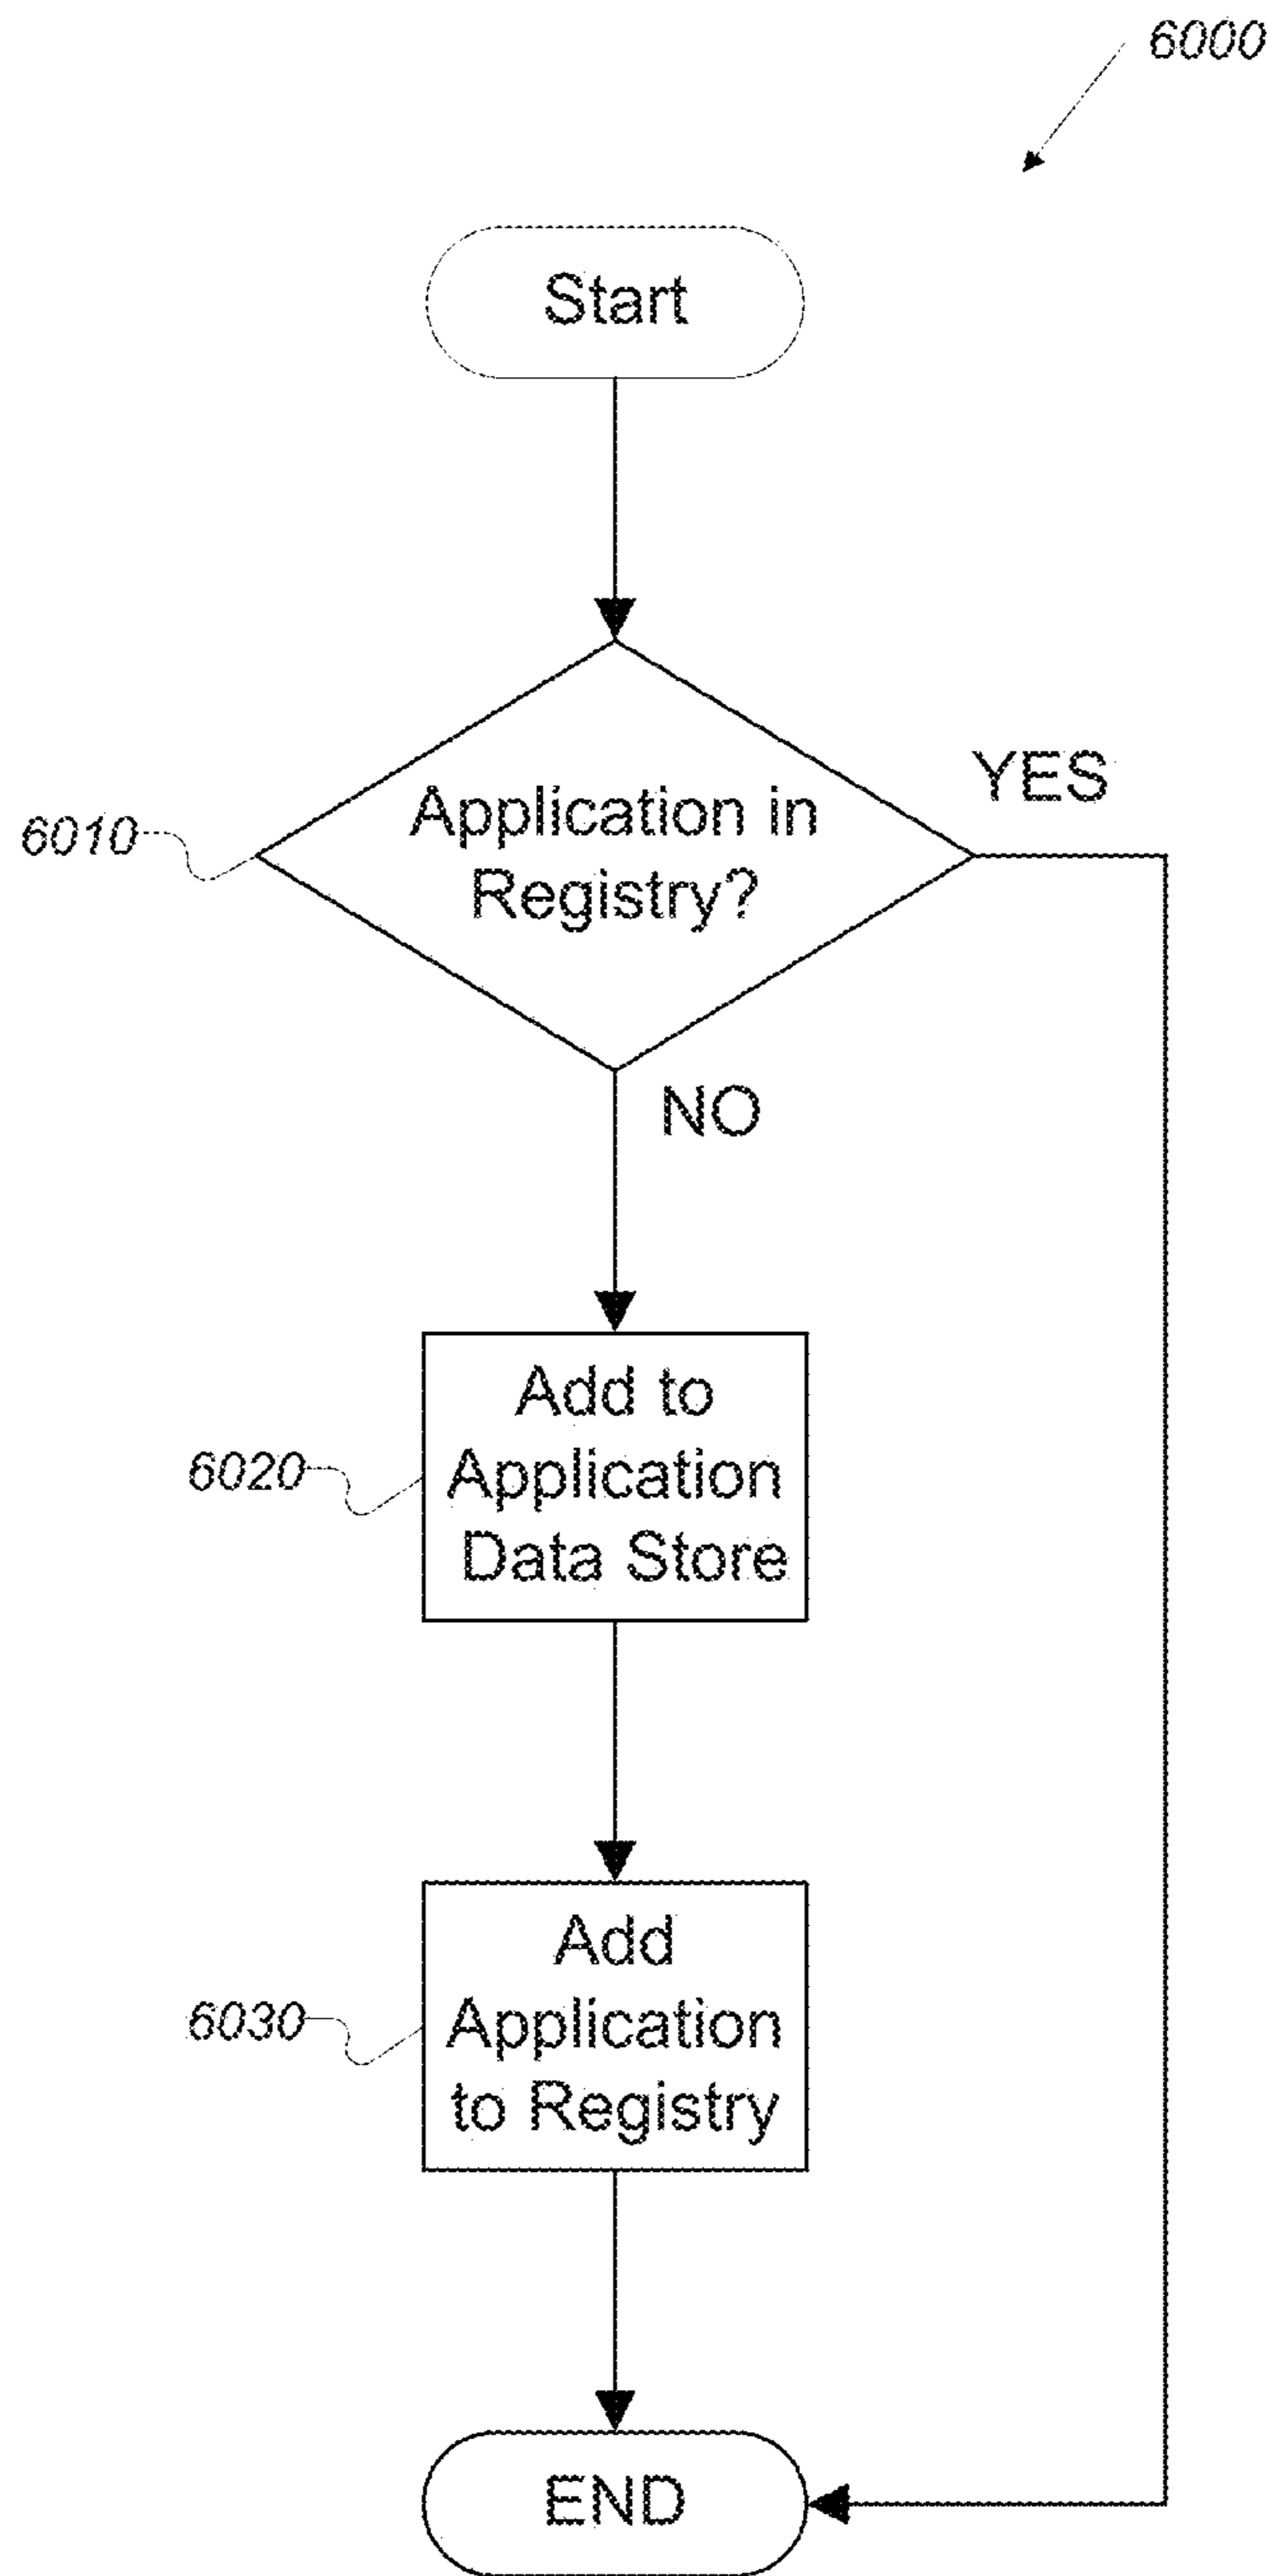 6000
Start
6010
Application in
Registry?
YES
NO
6020
Add to
Application
Data Store
6030
Add
Application
to Registry
END